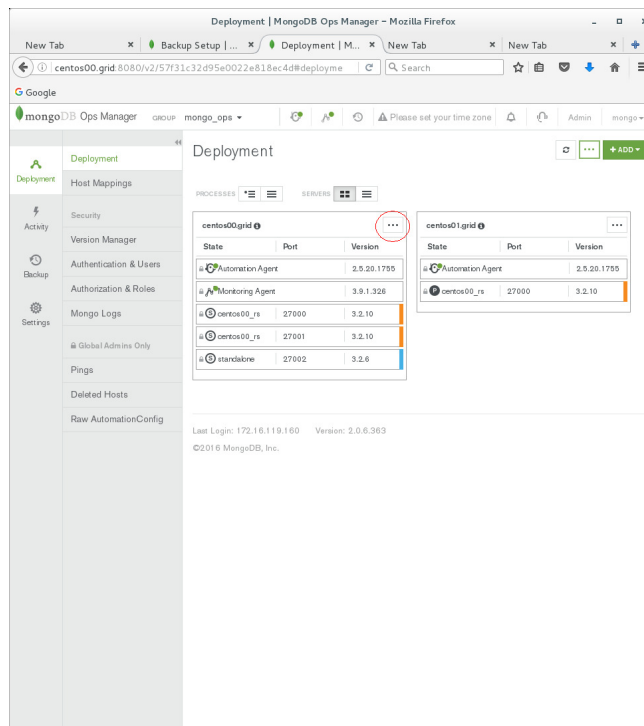 Deployment | MongoDB Ops Manager – Mozilla Firefox
New Tab × Backup Setup | ... × Deployment | M... × New Tab × New Tab ×
centos00.grid:8080/v2/57f31c32d95e0022e818ec4d#deployme Search
Google
mongoDB Ops Manager GROUP mongo_ops Please set your time zone Admin mongo
Deployment
Activity
Backup
Settings
Deployment
Host Mappings
Security
Version Manager
Authentication & Users
Authorization & Roles
Mongo Logs
Global Admins Only
Pings
Deleted Hosts
Raw AutomationConfig
Deployment
... + ADD
PROCESSES SERVERS
centos00.grid ...
State Port Version
Automation Agent 2.5.20.1755
Monitoring Agent 3.9.1.326
S centos00_rs 27000 3.2.10
S centos00_rs 27001 3.2.10
S standalone 27002 3.2.6
centos01.grid ...
State Port Version
Automation Agent 2.5.20.1755
P centos00_rs 27000 3.2.10
Last Login: 172.16.119.160 Version: 2.0.6.363
©2016 MongoDB, Inc.